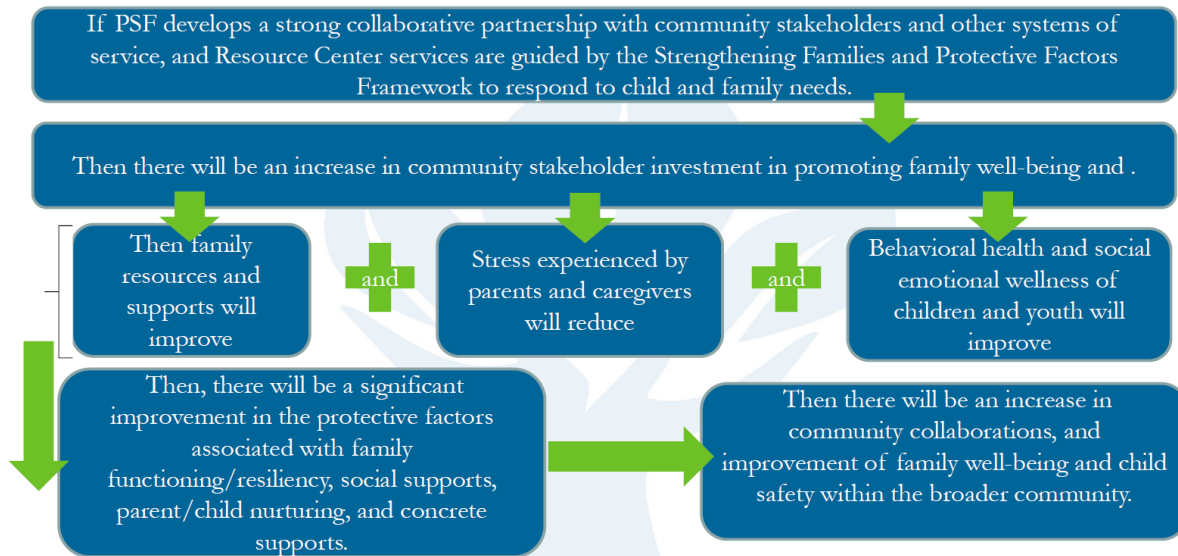 If PSF develops a strong collaborative partnership with community stakeholders and other systems of
service, and Resource Center services are guided by the Strengthening Families and Protective Factors
Framework to respond to child and family needs.
Then there will be an increase in community stakeholder investment in promoting family well-being and .
Then family
resources and
supports will
improve
and
Stress experienced by
parents and caregivers
will reduce
and
Behavioral health and social
emotional wellness of
children and youth will
improve
Then, there will be a significant
improvement in the protective factors
associated with family
functioning/resiliency, social supports,
parent/child nurturing, and concrete
supports.
Then there will be an increase in
community collaborations, and
improvement of family well-being and child
safety within the broader community.